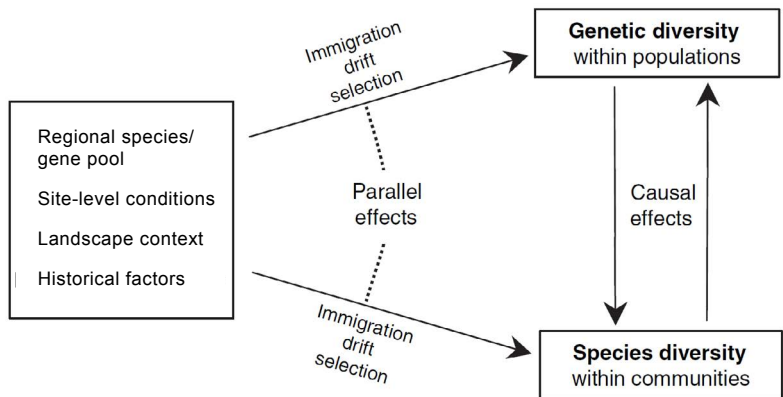 Genetic diversity
within populations
Immigration
drift
selection
Regional species/
gene pool
Site-level conditions
Landscape context
Historical factors
Parallel
effects
Causal
effects
Immigration
drift
selection
Species diversity
within communities